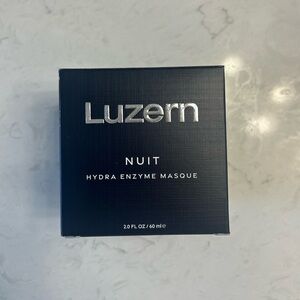 Luzern
NUIT
HYDRA ENZYME MASQUE
2.0 FL OZ / 60 ml ℮